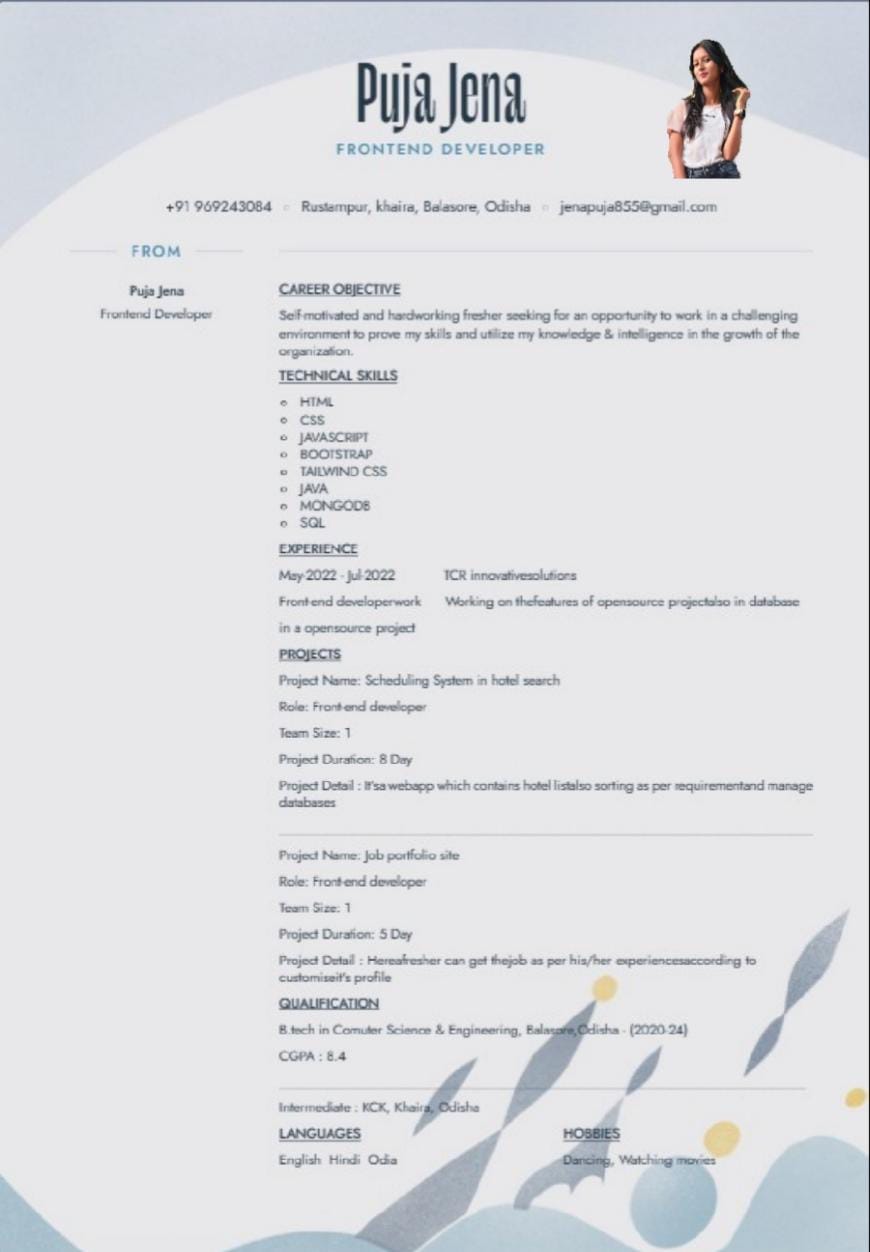 Puja Jena
FRONTEND DEVELOPER
+91 969243084 ○ Rustampur, khaira, Balasore, Odisha ○ jenapuja855@gmail.com
FROM
Puja Jena
Frontend Developer
CAREER OBJECTIVE
Self-motivated and hardworking fresher seeking for an opportunity to work in a challenging
environment to prove my skills and utilize my knowledge & intelligence in the growth of the
organization.
TECHNICAL SKILLS
○ HTML
○ CSS
○ JAVASCRIPT
○ BOOTSTRAP
○ TAILWIND CSS
○ JAVA
○ MONGODB
○ SQL
EXPERIENCE
May-2022 - Jul-2022 TCR innovativesolutions
Front-end developerwork Working on thefeatures of opensource projectalso in database
in a opensource project
PROJECTS
Project Name: Scheduling System in hotel search
Role: Front-end developer
Team Size: 1
Project Duration: 8 Day
Project Detail : It'sa webapp which contains hotel listalso sorting as per requirementand manage
databases
Project Name: Job portfolio site
Role: Front-end developer
Team Size: 1
Project Duration: 5 Day
Project Detail : Hereafresher can get thejob as per his/her experiencesaccording to
customiseit's profile
QUALIFICATION
B.tech in Comuter Science & Engineering, Balasore,Odisha - (2020-24)
CGPA : 8.4
Intermediate : KCK, Khaira, Odisha
LANGUAGES HOBBIES
English Hindi Odia Dancing, Watching movies